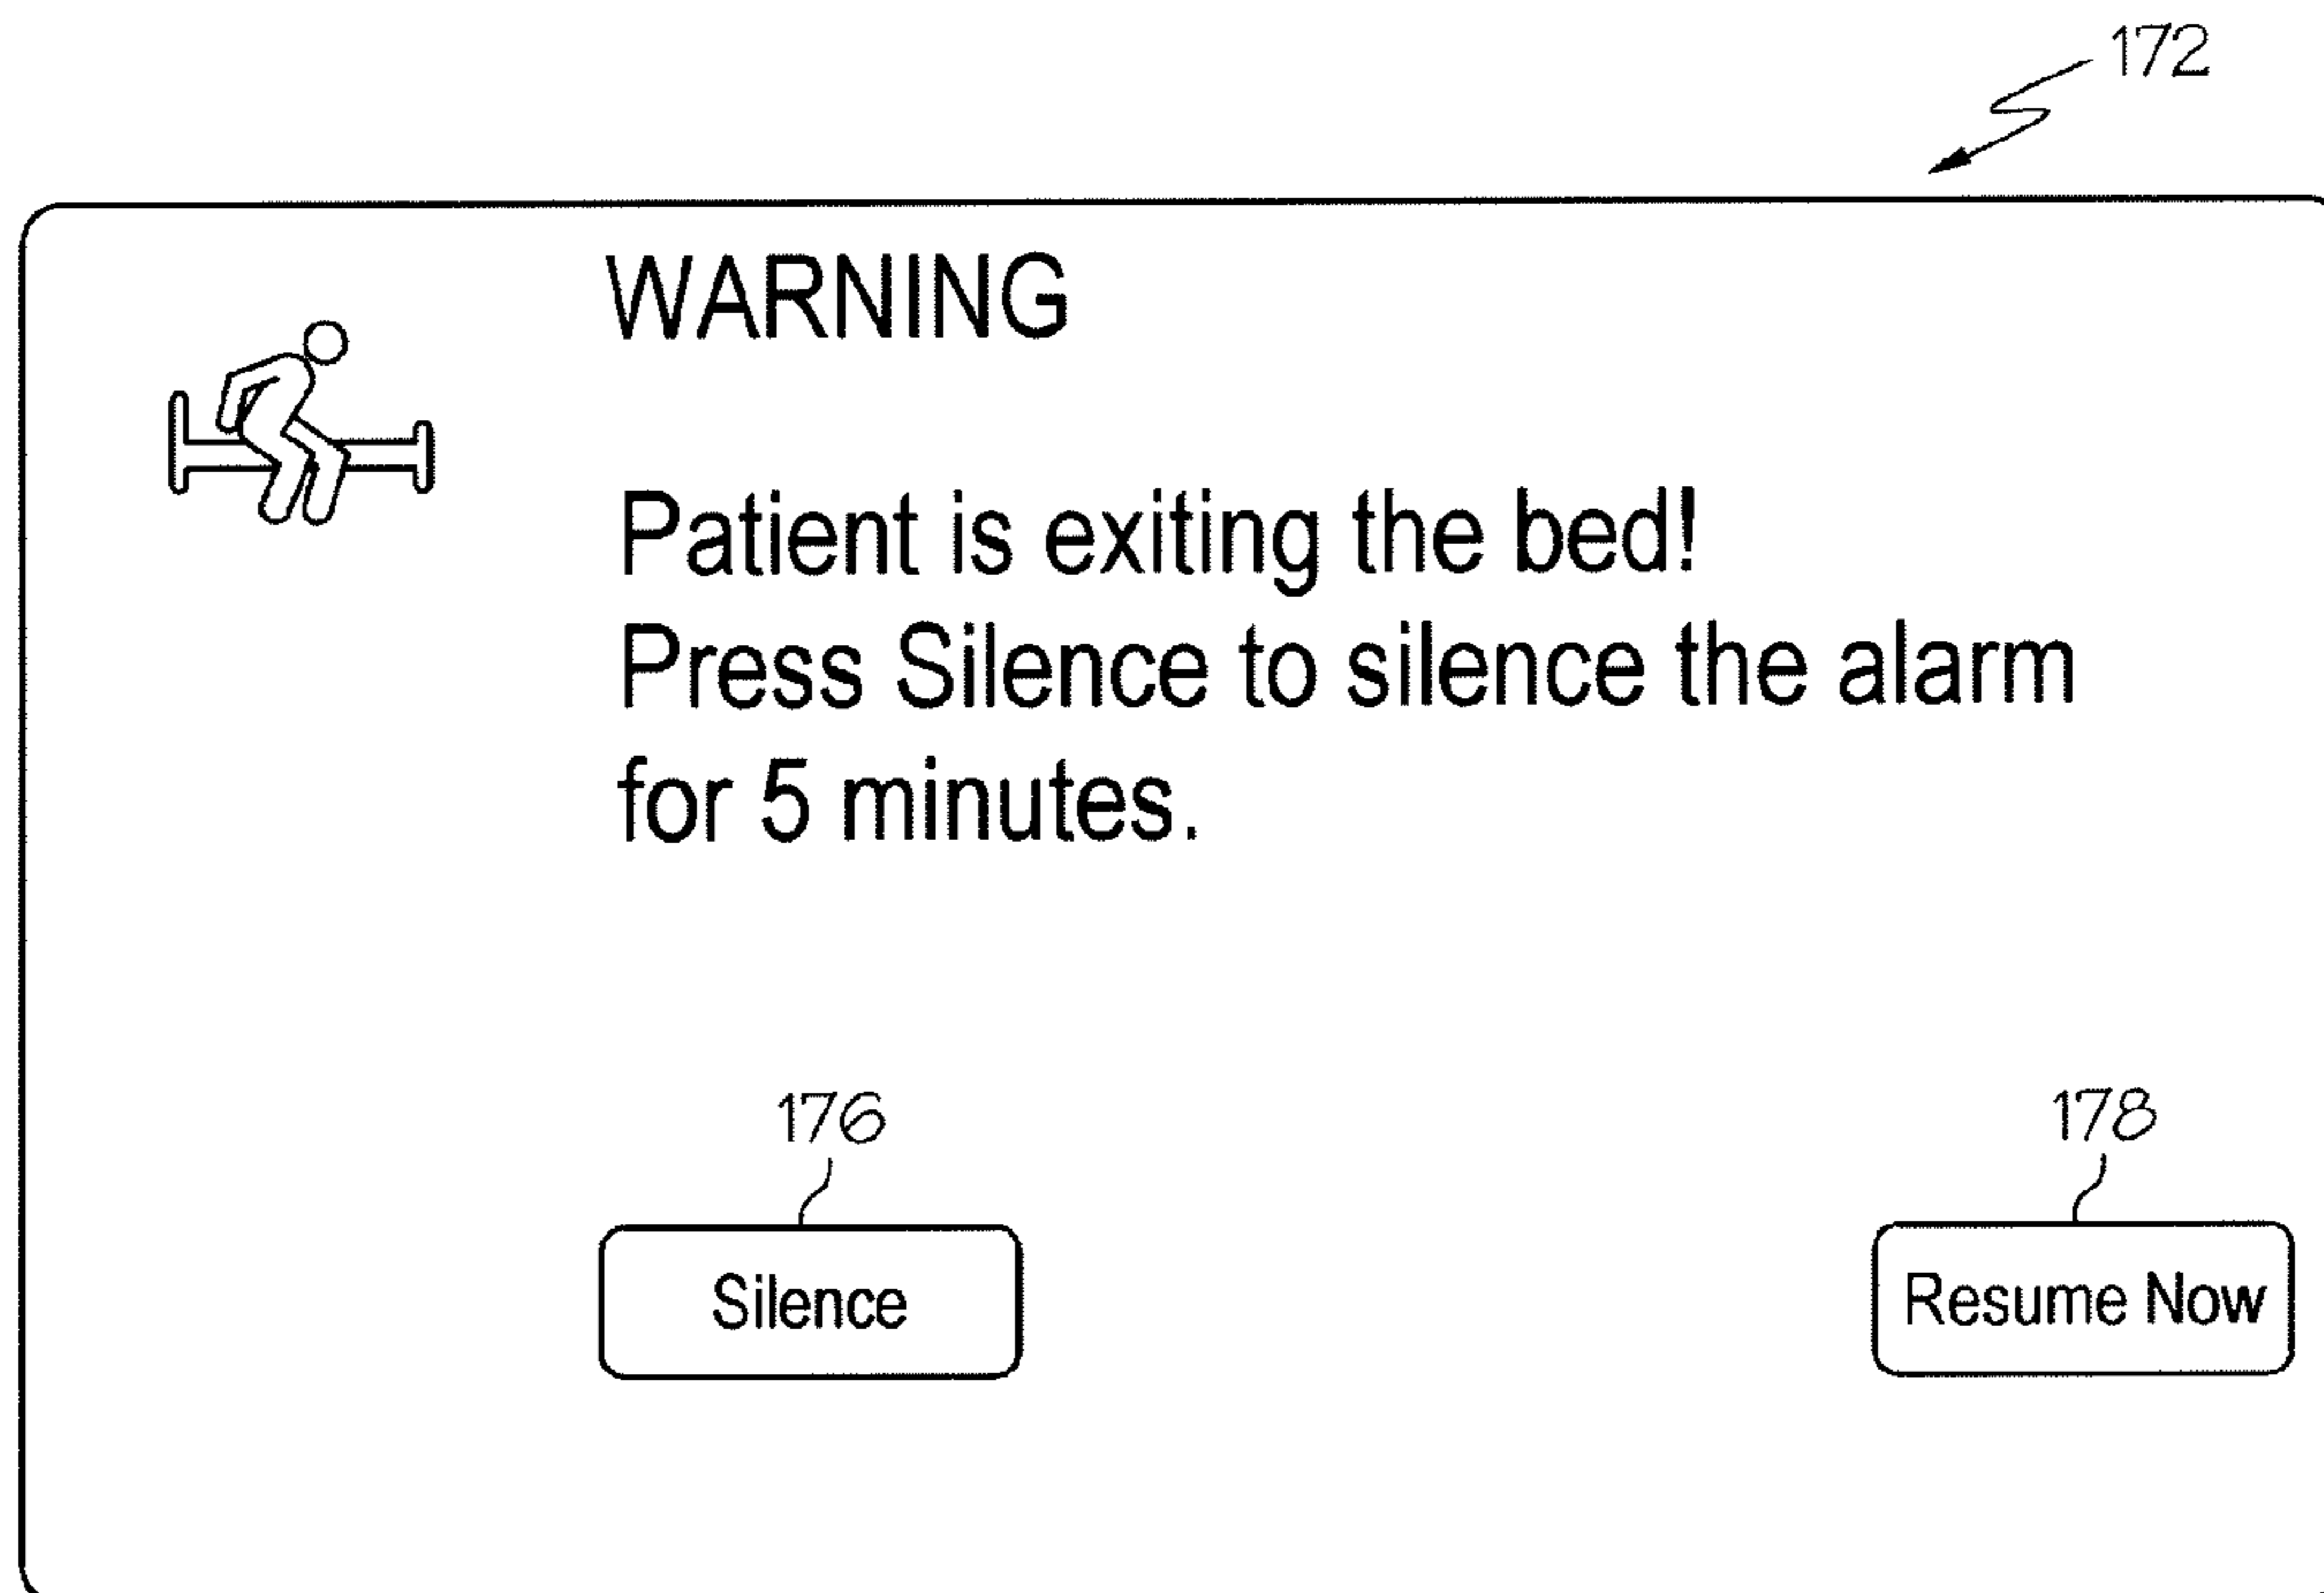 172
WARNING
Patient is exiting the bed!
Press Silence to silence the alarm
for 5 minutes.
176
178
Silence
Resume Now